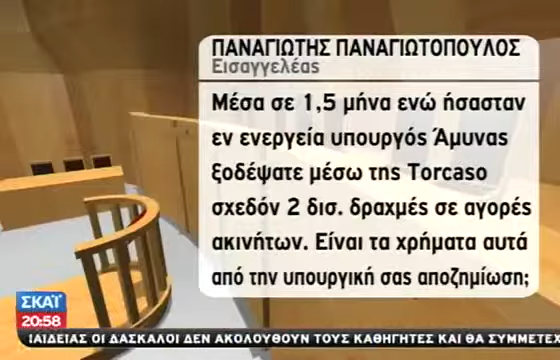 ΠΑΝΑΓΙΩΤΗΣ ΠΑΝΑΓΙΩΤΟΠΟΥΛΟΣ
Εισαγγελέας
Μέσα σε 1,5 μήνα ενώ ήσασταν
εν ενεργεία υπουργός Άμυνας
ξοδέψατε μέσω της Torcaso
σχεδόν 2 δισ. δραχμές σε αγορές
ακινήτων. Είναι τα χρήματα αυτά
από την υπουργική σας αποζημίωση;
ΣΚΑΪ
20:58
ΙΑΙΔΕΙΑΣ ΟΙ ΔΑΣΚΑΛΟΙ ΔΕΝ ΑΚΟΛΟΥΘΟΥΝ ΤΟΥΣ ΚΑΘΗΓΗΤΕΣ ΚΑΙ ΘΑ ΣΥΜΜΕΤΕΣ